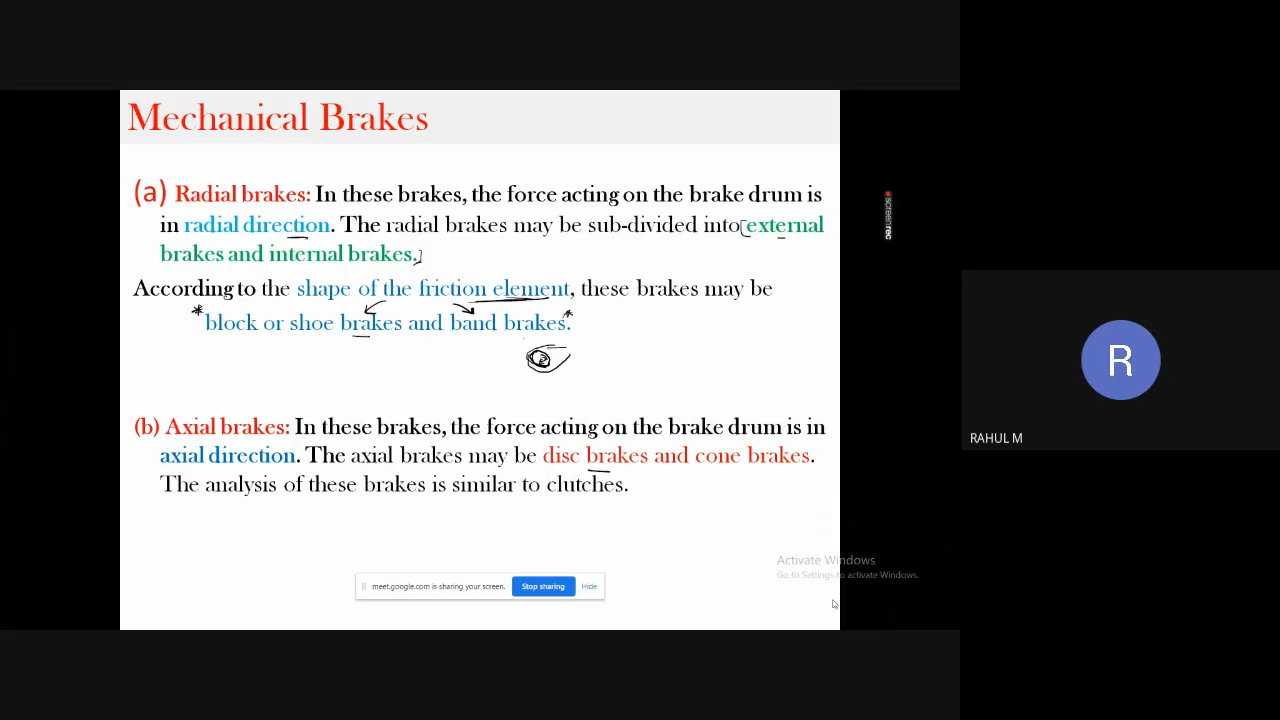 Mechanical Brakes
(a) Radial brakes: In these brakes, the force acting on the brake drum is
in radial direction. The radial brakes may be sub-divided into external
brakes and internal brakes.
According to the shape of the friction element, these brakes may be
block or shoe brakes and band brakes.
(b) Axial brakes: In these brakes, the force acting on the brake drum is in
axial direction. The axial brakes may be disc brakes and cone brakes.
The analysis of these brakes is similar to clutches.
Activate Windows
Go to Settings to activate Windows.
meet.google.com is sharing your screen. Stop sharing Hide
screenrec
R
RAHUL M